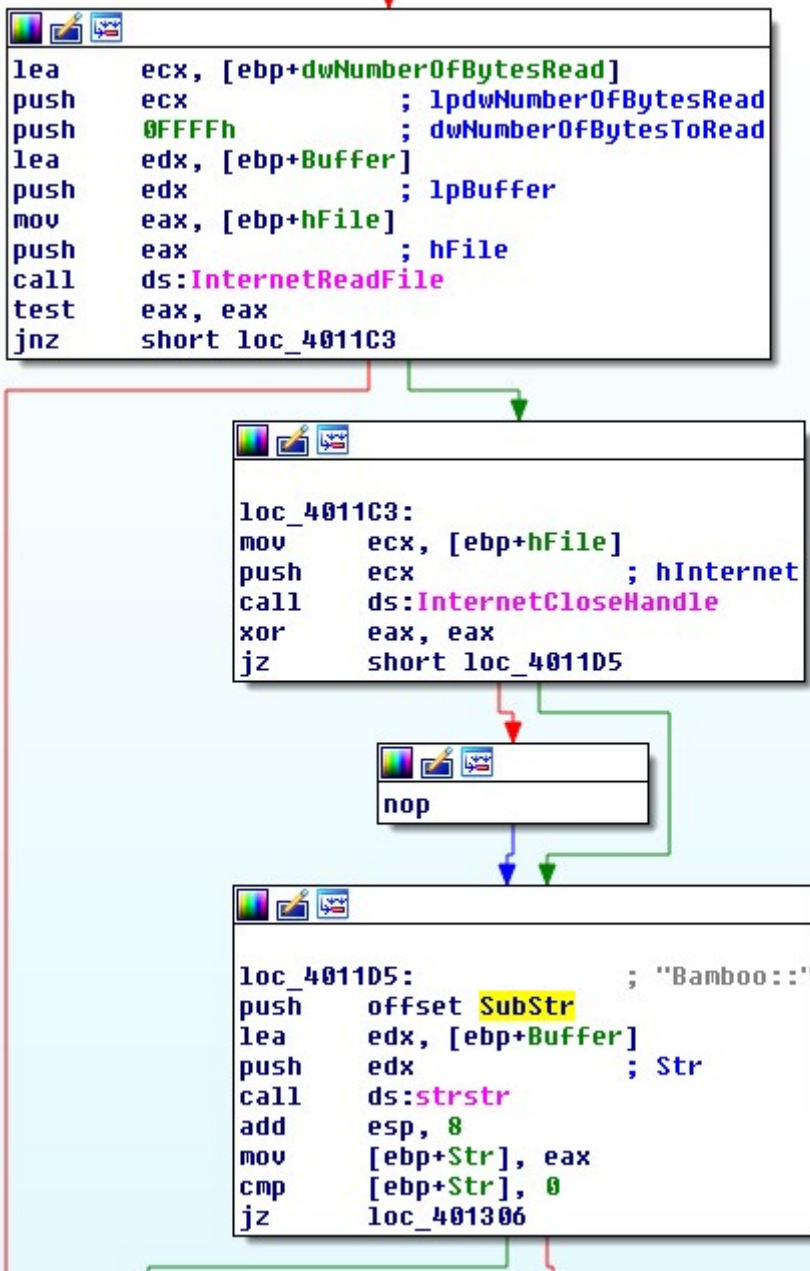 lea ecx, [ebp+dwNumberOfBytesRead]
push ecx ; lpdwNumberOfBytesRead
push 0FFFFh ; dwNumberOfBytesToRead
lea edx, [ebp+Buffer]
push edx ; lpBuffer
mov eax, [ebp+hFile]
push eax ; hFile
call ds:InternetReadFile
test eax, eax
jnz short loc_4011C3
loc_4011C3:
mov ecx, [ebp+hFile]
push ecx ; hInternet
call ds:InternetCloseHandle
xor eax, eax
jz short loc_4011D5
nop
loc_4011D5: ; "Bamboo::"
push offset SubStr
lea edx, [ebp+Buffer]
push edx ; Str
call ds:strstr
add esp, 8
mov [ebp+Str], eax
cmp [ebp+Str], 0
jz loc_401306